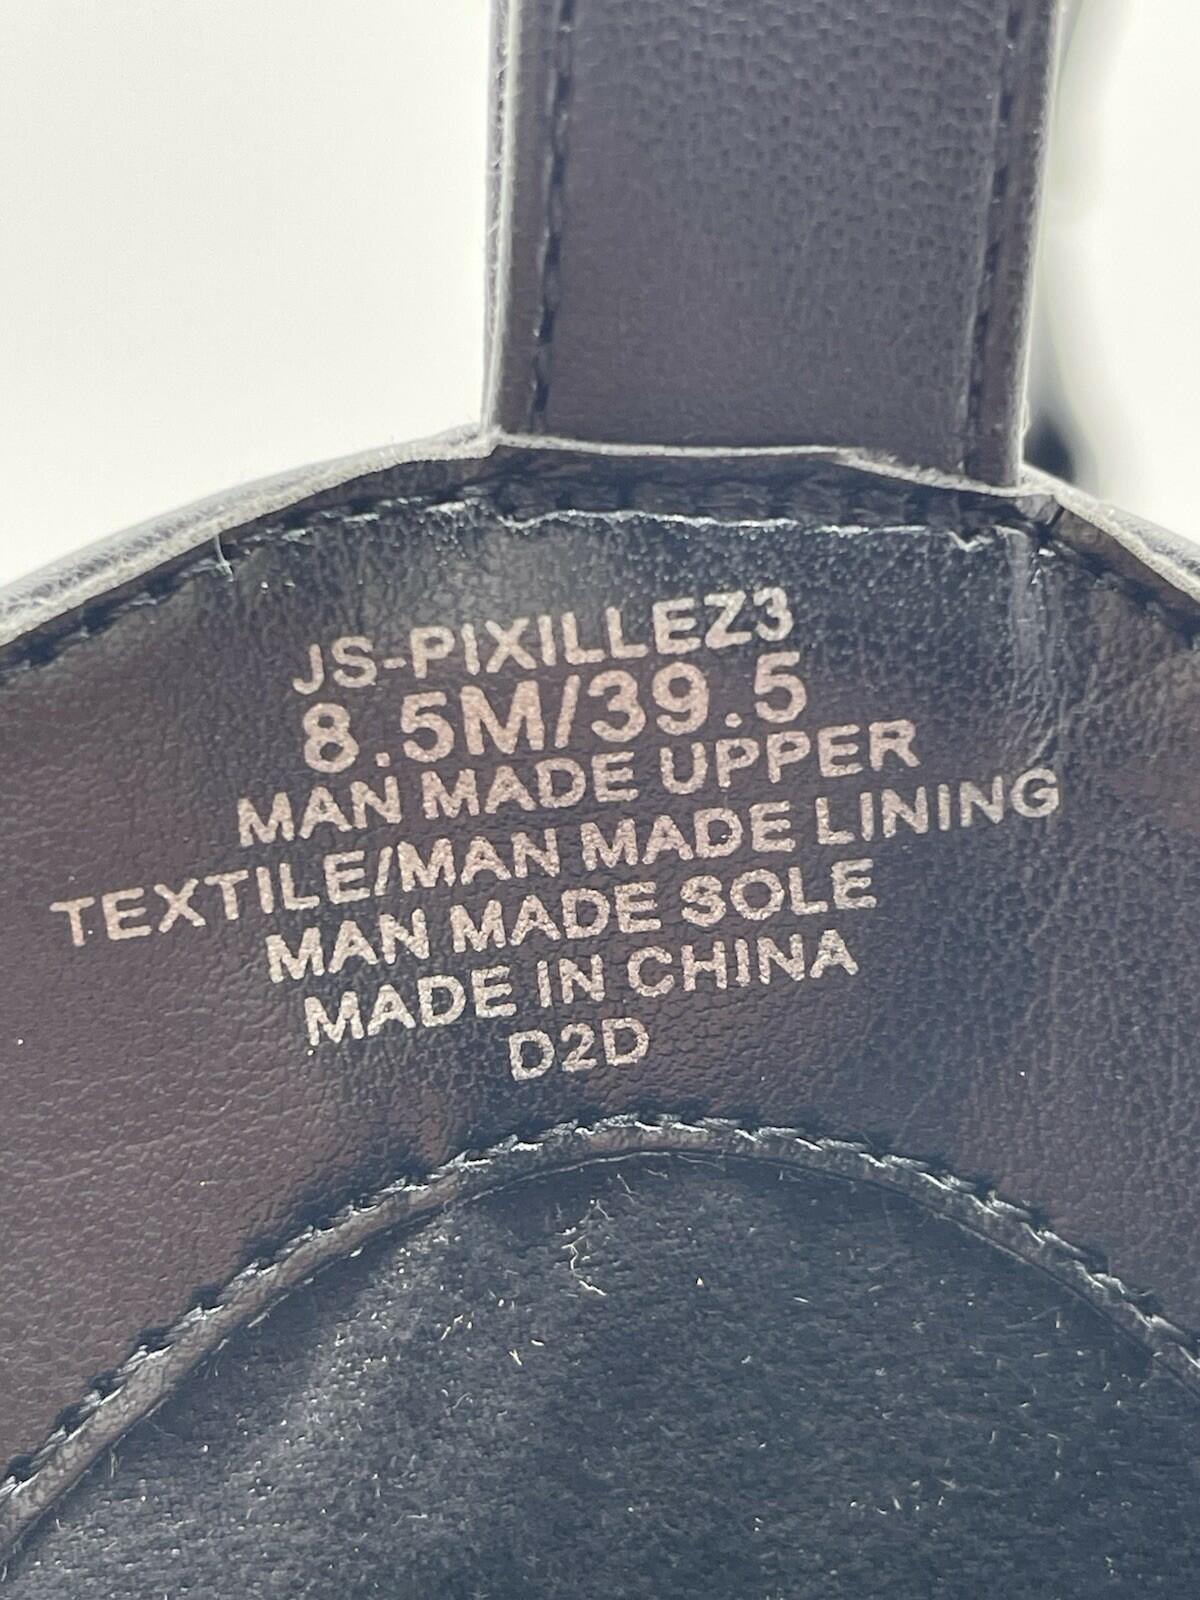 JS-PIXILLEZ3
8.5M/39.5
MAN MADE UPPER
TEXTILE/MAN MADE LINING
MAN MADE SOLE
MADE IN CHINA
D2D